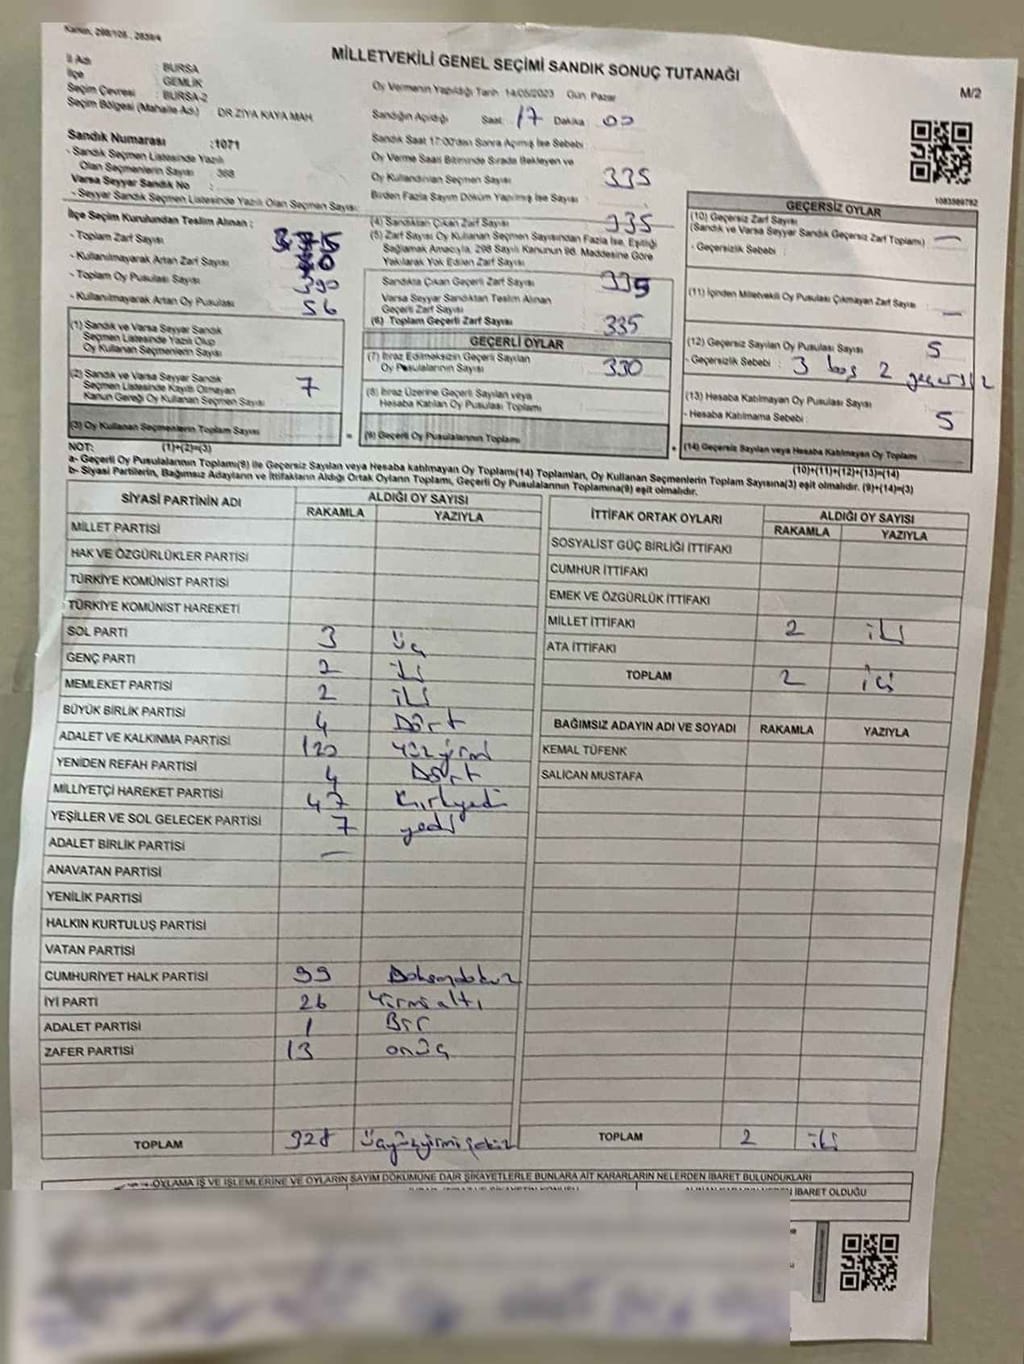 Kanun, 298/105., 2839/4
MİLLETVEKİLİ GENEL SEÇİMİ SANDIK SONUÇ TUTANAĞI
M/2
İl Adı : BURSA
İlçe : GEMLİK
Seçim Çevresi : BURSA-2
Seçim Bölgesi (Mahalle Adı) : DR.ZİYA KAYA MAH.
Sandık Numarası : 1071
- Sandık Seçmen Listesinde Yazılı
Olan Seçmenlerin Sayısı : 368
Varsa Seyyar Sandık No :
- Seyyar Sandık Seçmen Listesinde Yazılı Olan Seçmen Sayısı:
Oy Vermenin Yapıldığı Tarih 14/05/2023 Gün: Pazar
Sandığın Açıldığı Saat 17 Dakika 00
Sandık Saat 17:00'dan Sonra Açılmış İse Sebebi :
Oy Verme Saati Bitiminde Sırada Bekleyen ve
Oy Kullandırılan Seçmen Sayısı 335
Birden Fazla Sayım Döküm Yapılmış İse Sayısı :
1083389782
İlçe Seçim Kurulundan Teslim Alınan :
- Toplam Zarf Sayısı
- Kullanılmayarak Artan Zarf Sayısı
- Toplam Oy Pusulası Sayısı 390
- Kullanılmayarak Artan Oy Pusulası 56
(1) Sandık ve Varsa Seyyar Sandık
Seçmen Listesinde Yazılı Olup
Oy Kullanan Seçmenlerin Sayısı
(2) Sandık ve Varsa Seyyar Sandık
Seçmen Listesinde Kayıtlı Olmayan
Kanun Gereği Oy Kullanan Seçmen Sayısı 7
(3) Oy Kullanan Seçmenlerin Toplam Sayısı
(1)+(2)=(3)
(4) Sandıktan Çıkan Zarf Sayısı 335
(5) Zarf Sayısı Oy Kullanan Seçmen Sayısından Fazla İse, Eşitliği
Sağlamak Amacıyla, 298 Sayılı Kanunun 98. Maddesine Göre
Yakılarak Yok Edilen Zarf Sayısı
Sandıkta Çıkan Geçerli Zarf Sayısı 335
Varsa Seyyar Sandıktan Teslim Alınan
Geçerli Zarf Sayısı
(6) Toplam Geçerli Zarf Sayısı 335
GEÇERLİ OYLAR
(7) İtiraz Edilmeksizin Geçerli Sayılan
Oy Pusulalarının Sayısı 330
(8) İtiraz Üzerine Geçerli Sayılan veya
Hesaba Katılan Oy Pusulası Toplamı
(9) Geçerli Oy Pusulalarının Toplamı
GEÇERSİZ OYLAR
(10) Geçersiz Zarf Sayısı
(Sandık ve Varsa Seyyar Sandık Geçersiz Zarf Toplamı) —
- Geçersizlik Sebebi :
(11) İçinden Milletvekili Oy Pusulası Çıkmayan Zarf Sayısı —
(12) Geçersiz Sayılan Oy Pusulası Sayısı 5
- Geçersizlik Sebebi : 3 boş 2 geçersiz
(13) Hesaba Katılmayan Oy Pusulası Sayısı
- Hesaba Katılmama Sebebi : 5
(14) Geçersiz Sayılan veya Hesaba Katılmayan Oy Toplamı
(10)+(11)+(12)+(13)=(14)
NOT:
a- Geçerli Oy Pusulalarının Toplamı(9) ile Geçersiz Sayılan veya Hesaba katılmayan Oy Toplamı(14) Toplamları, Oy Kullanan Seçmenlerin Toplam Sayısına(3) eşit olmalıdır. (9)+(14)=(3)
b- Siyasi Partilerin, Bağımsız Adayların ve İttifakların Aldığı Ortak Oyların Toplamı, Geçerli Oy Pusulalarının Toplamına(9) eşit olmalıdır.
SİYASİ PARTİNİN ADI ALDIĞI OY SAYISI
RAKAMLA YAZIYLA
MİLLET PARTİSİ
HAK VE ÖZGÜRLÜKLER PARTİSİ
TÜRKİYE KOMÜNİST PARTİSİ
TÜRKİYE KOMÜNİST HAREKETİ
SOL PARTİ 3 Üç
GENÇ PARTİ 2 iki
MEMLEKET PARTİSİ 2 iki
BÜYÜK BİRLİK PARTİSİ 4 Dört
ADALET VE KALKINMA PARTİSİ 120 Yüzyirmi
YENİDEN REFAH PARTİSİ 4 Dört
MİLLİYETÇİ HAREKET PARTİSİ 47 Kırkyedi
YEŞİLLER VE SOL GELECEK PARTİSİ 7 yedi
ADALET BİRLİK PARTİSİ —
ANAVATAN PARTİSİ
YENİLİK PARTİSİ
HALKIN KURTULUŞ PARTİSİ
VATAN PARTİSİ
CUMHURİYET HALK PARTİSİ 99 Doksandokuz
İYİ PARTİ 26 Yirmialtı
ADALET PARTİSİ 1 Bir
ZAFER PARTİSİ 13 onüç
TOPLAM 328 Üçyüzyirmisekiz
İTTİFAK ORTAK OYLARI ALDIĞI OY SAYISI
RAKAMLA YAZIYLA
SOSYALİST GÜÇ BİRLİĞİ İTTİFAKI
CUMHUR İTTİFAKI
EMEK VE ÖZGÜRLÜK İTTİFAKI
MİLLET İTTİFAKI 2 iki
ATA İTTİFAKI
TOPLAM 2 iki
BAĞIMSIZ ADAYIN ADI VE SOYADI RAKAMLA YAZIYLA
KEMAL TÜFENK
SALİCAN MUSTAFA
TOPLAM 2 iki
OYLAMA İŞ VE İŞLEMLERİNE VE OYLARIN SAYIM DÖKÜMÜNE DAİR ŞİKAYETLERLE BUNLARA AİT KARARLARIN NELERDEN İBARET BULUNDUKLARI
İBARET OLDUĞU